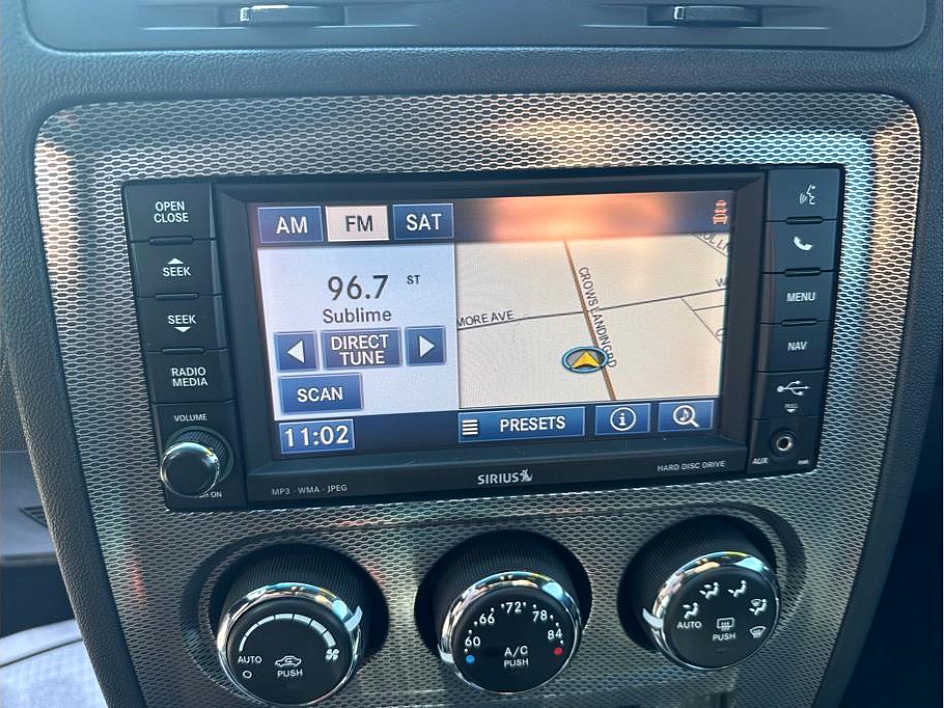 OPEN
CLOSE
SEEK
SEEK
RADIO
MEDIA
VOLUME
AM
FM
SAT
96.7
ST
Sublime
DIRECT
TUNE
SCAN
11:02
CROWS LANDING RD
MORE AVE
W
PRESETS
MENU
NAV
AUX
MP3 - WMA - JPEG
SIRIUS
HARD DISC DRIVE
AUTO
PUSH
60
66
'72'
78
84
A/C
PUSH
AUTO
PUSH